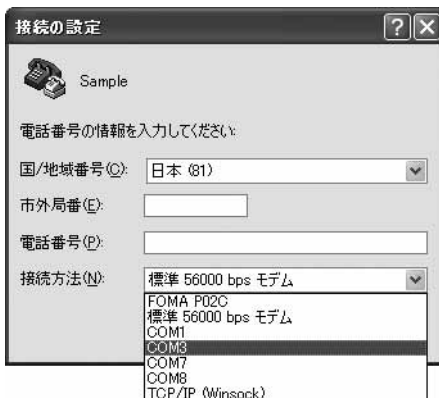 接続の設定
Sample
電話番号の情報を入力してください:
国/地域番号(C): 日本 (81)
市外局番(E):
電話番号(P):
接続方法(N): 標準 56000 bps モデム
FOMA P02C
標準 56000 bps モデム
COM1
COM3
COM7
COM8
TCP/IP (Winsock)